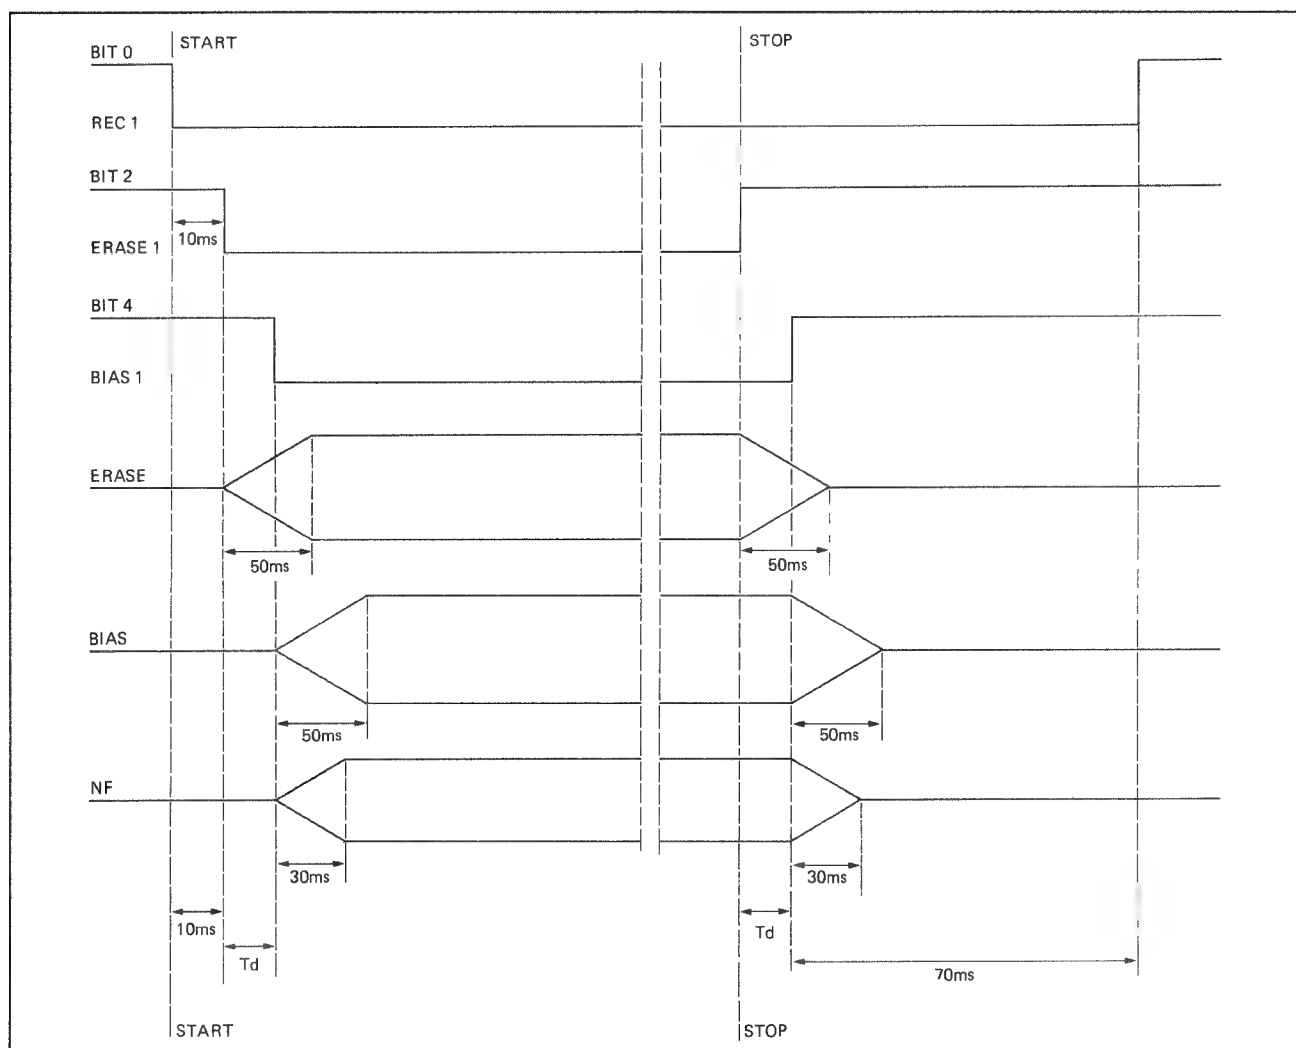 START
STOP
BIT 0
REC 1
BIT 2
10ms
ERASE 1
BIT 4
BIAS 1
ERASE
50ms
50ms
BIAS
50ms
50ms
NF
30ms
30ms
10ms
Td
Td
70ms
START
STOP